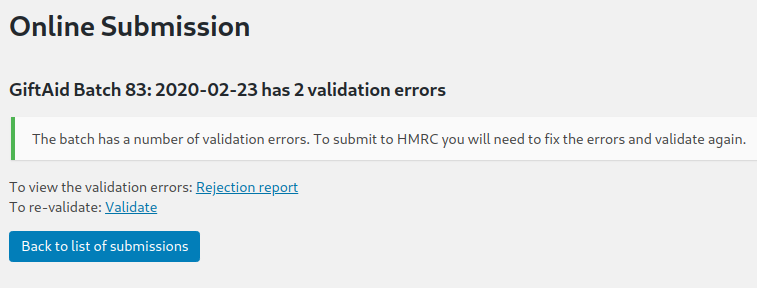 Online Submission
GiftAid Batch 83: 2020-02-23 has 2 validation errors
The batch has a number of validation errors. To submit to HMRC you will need to fix the errors and validate again.
To view the validation errors: Rejection report
To re-validate: Validate
Back to list of submissions